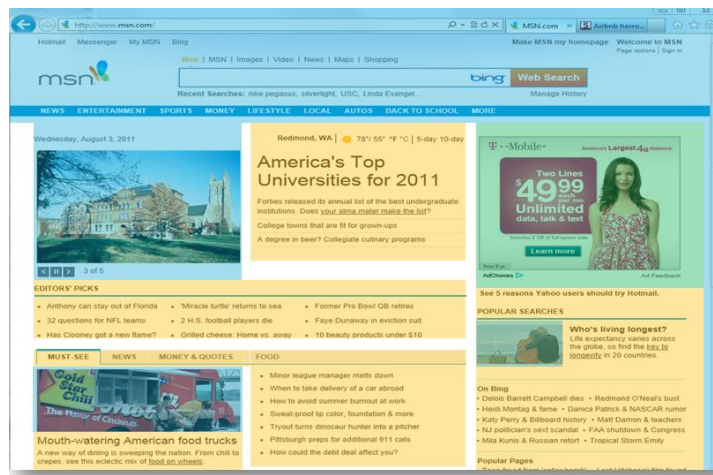 http://www.msn.com/
MSN.com
Airbnb horro...
Hotmail Messenger My MSN Bing
Make MSN my homepage Welcome to MSN
Page options | Sign in
Web | MSN | Images | Video | News | Maps | Shopping
msn
bing Web Search
Recent Searches: nike pegasus, silverlight, USC, Linda Evangel...
Manage History
NEWS ENTERTAINMENT SPORTS MONEY LIFESTYLE LOCAL AUTOS BACK TO SCHOOL MORE
Wednesday, August 3, 2011
3 of 5
Redmond, WA | 78°/ 55° °F °C | 5-day 10-day
America's Top
Universities for 2011
Forbes released its annual list of the best undergraduate
institutions. Does your alma mater make the list?
College towns that are fit for grown-ups
A degree in beer? Collegiate culinary programs
T · ·Mobile·
America's Largest 4G Network
Two Lines
$49.99
each
per mo.
Unlimited
data, talk & text
Learn more
AdChoices
Ad Feedback
See 5 reasons Yahoo users should try Hotmail.
EDITORS' PICKS
• Anthony can stay out of Florida
• 32 questions for NFL teams
• Has Clooney got a new flame?
• 'Miracle turtle' returns to sea
• 2 H.S. football players die
• Grilled cheese: Home vs. away
• Former Pro Bowl QB retires
• Faye Dunaway in eviction suit
• 10 beauty products under $10
MUST-SEE NEWS MONEY & QUOTES FOOD
Gold Star Chili
The Flavor of Cincinnati.
Mouth-watering American food trucks
A new way of dining is sweeping the nation. From chili to
crepes, see this eclectic mix of food on wheels.
• Minor league manager melts down
• When to take delivery of a car abroad
• How to avoid summer burnout at work
• Sweat-proof lip color, foundation & more
• Tryout turns dinosaur hunter into a pitcher
• Pittsburgh preps for additional 911 calls
• How could the debt deal affect you?
POPULAR SEARCHES
Who's living longest?
Life expectancy varies across
the globe, so find the key to
longevity in 20 countries.
On Bing
• Delois Barrett Campbell dies • Redmond O'Neal's bust
• Heidi Montag & fame • Danica Patrick & NASCAR rumor
• Katy Perry & Billboard history • Matt Damon & teachers
• NJ politician's sext scandal • FAA shutdown & Congress
• Mila Kunis & Russian retort • Tropical Storm Emily
Popular Pages